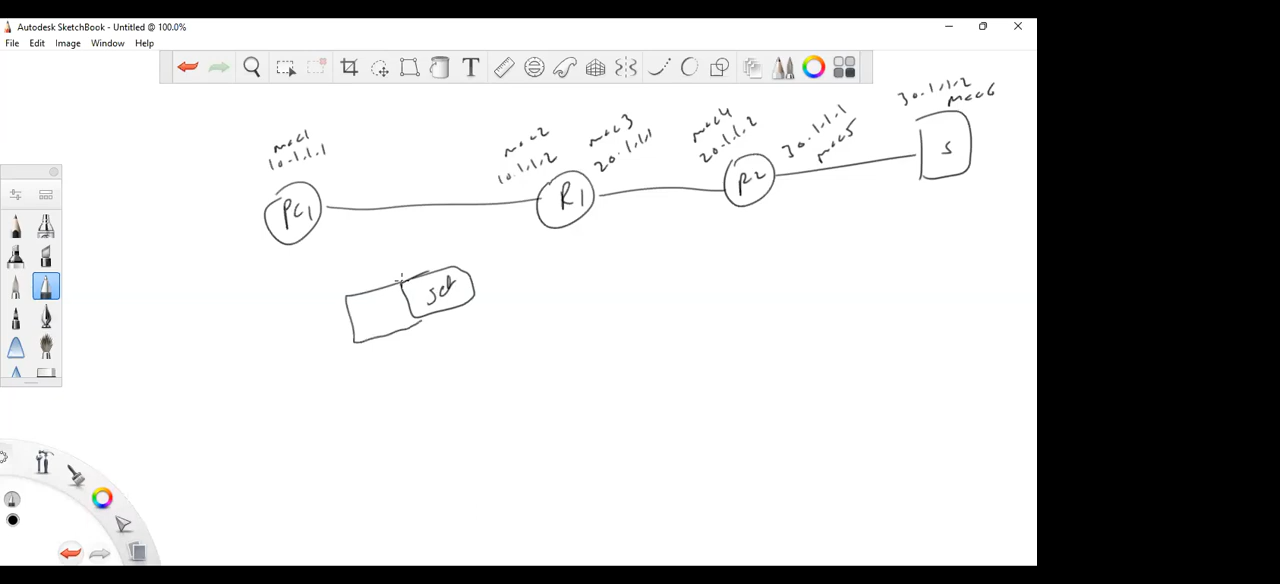 Autodesk SketchBook - Untitled @ 100.0%
File Edit Image Window Help
T
mac1
10.1.1.1
mac2
10.1.1.2
mac3
20.1.1.1
mac4
20.1.1.2
30.1.1.1
mac5
30.1.1.2
mac6
PC1
R1
R2
S